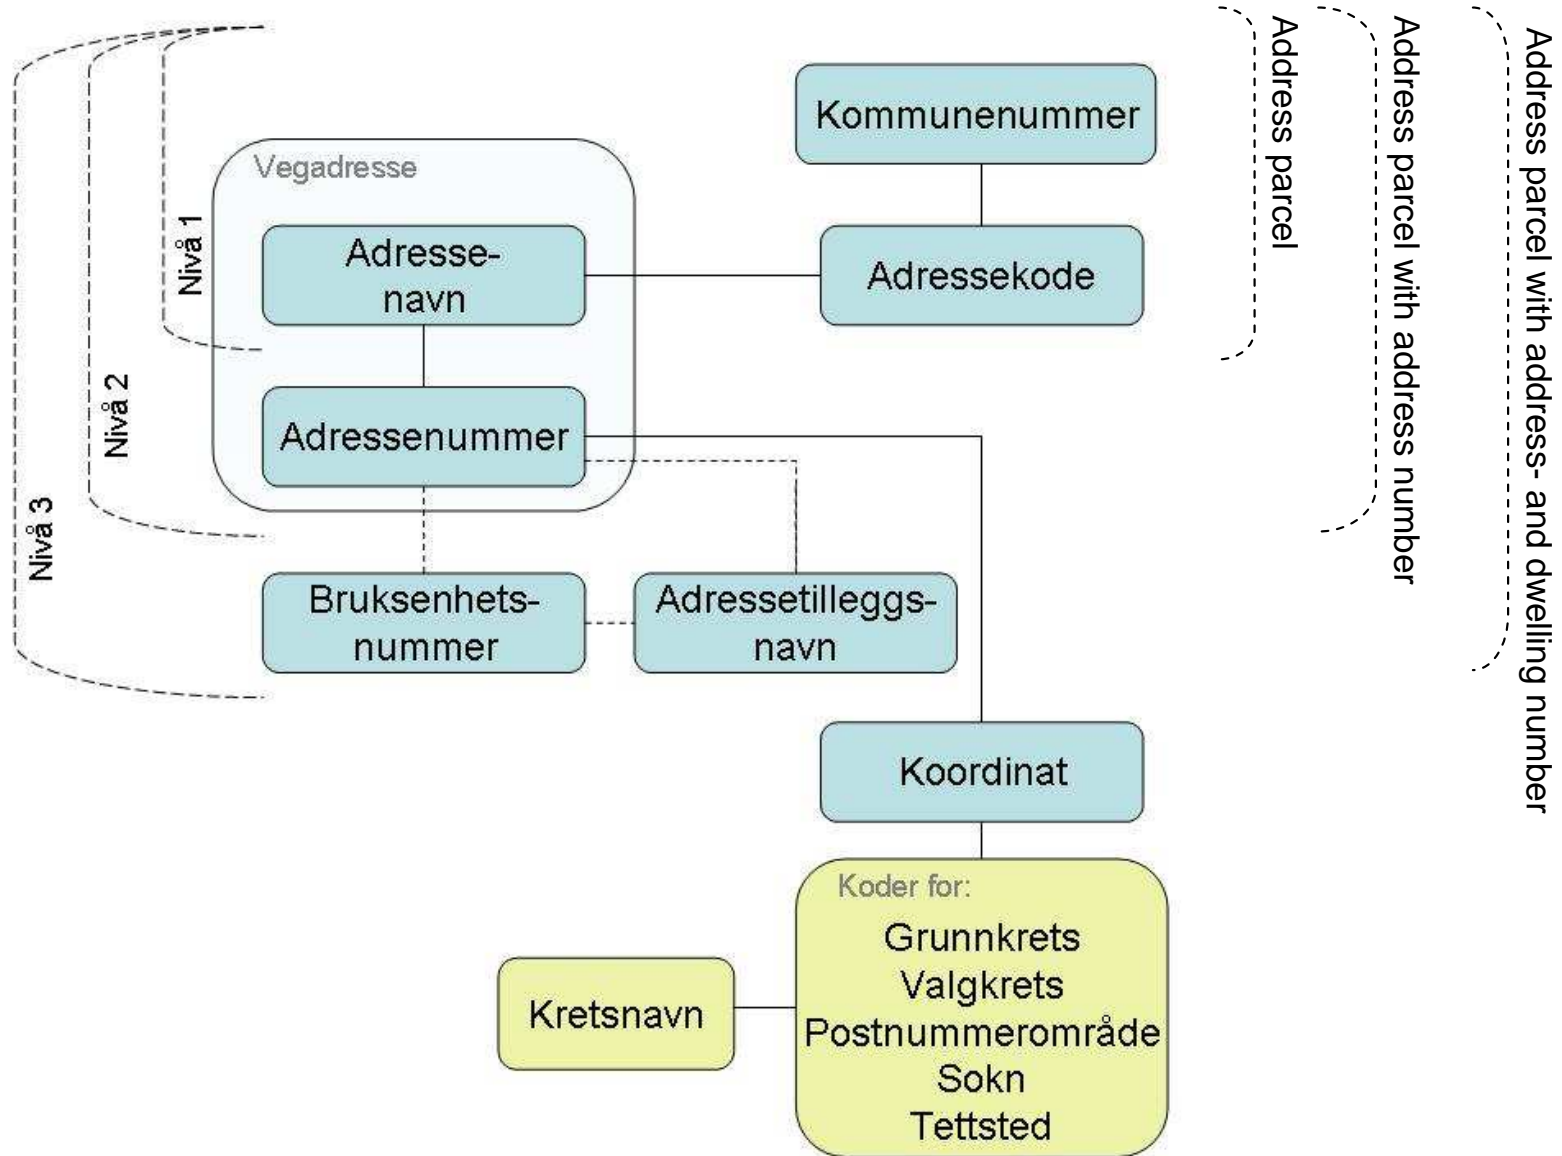 Kommunenummer
Vegadresse
Adresse-
navn
Adressekode
Adressenummer
Bruksenhets-
nummer
Adressetilleggs-
navn
Koordinat
Koder for:
Grunnkrets
Valgkrets
Postnummerområde
Sokn
Tettsted
Kretsnavn
Nivå 1
Nivå 2
Nivå 3
Address parcel
Address parcel with address number
Address parcel with address- and dwelling number